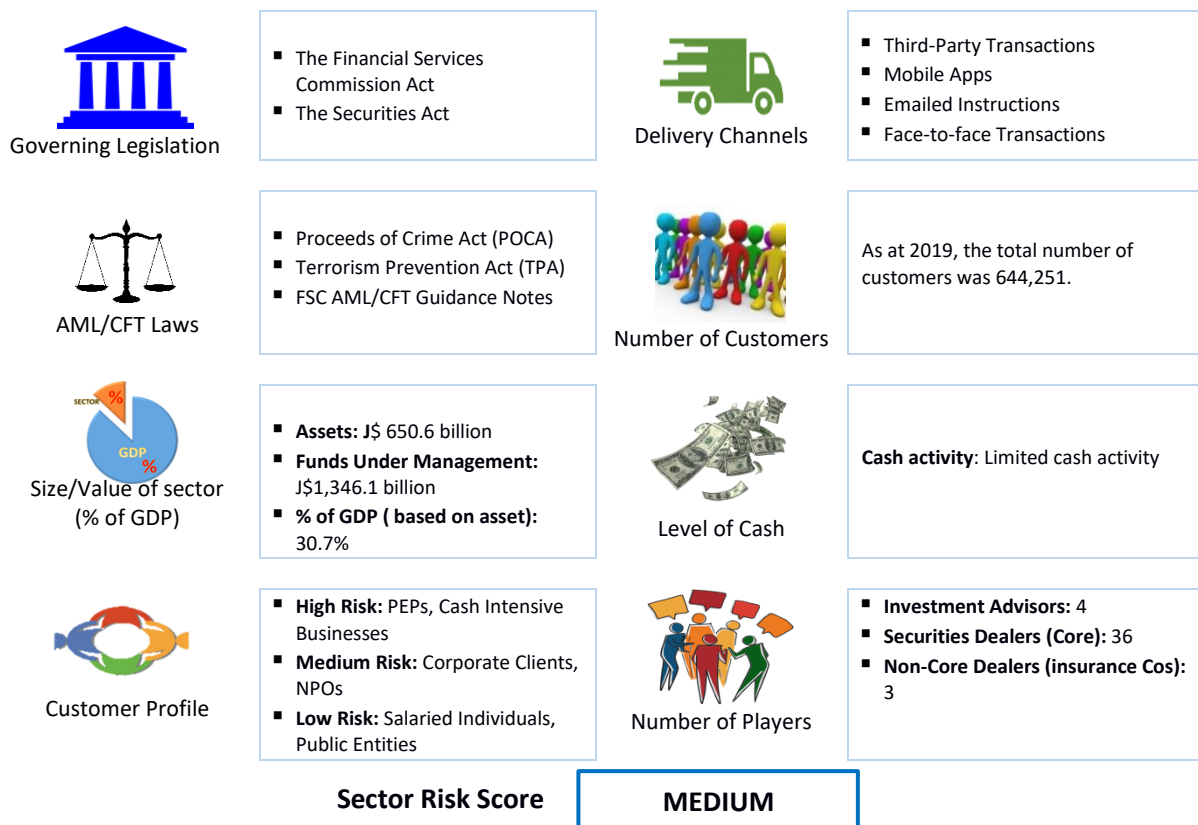 ▪ The Financial Services
Commission Act
▪ The Securities Act
Governing Legislation
▪ Third-Party Transactions
▪ Mobile Apps
▪ Emailed Instructions
▪ Face-to-face Transactions
Delivery Channels
▪ Proceeds of Crime Act (POCA)
▪ Terrorism Prevention Act (TPA)
▪ FSC AML/CFT Guidance Notes
AML/CFT Laws
As at 2019, the total number of
customers was 644,251.
Number of Customers
SECTOR %
GDP
%
Size/Value of sector
(% of GDP)
▪ Assets: J$ 650.6 billion
▪ Funds Under Management:
J$1,346.1 billion
▪ % of GDP ( based on asset):
30.7%
Cash activity: Limited cash activity
Level of Cash
▪ High Risk: PEPs, Cash Intensive
Businesses
▪ Medium Risk: Corporate Clients,
NPOs
▪ Low Risk: Salaried Individuals,
Public Entities
Customer Profile
▪ Investment Advisors: 4
▪ Securities Dealers (Core): 36
▪ Non-Core Dealers (insurance Cos):
3
Number of Players
Sector Risk Score
MEDIUM